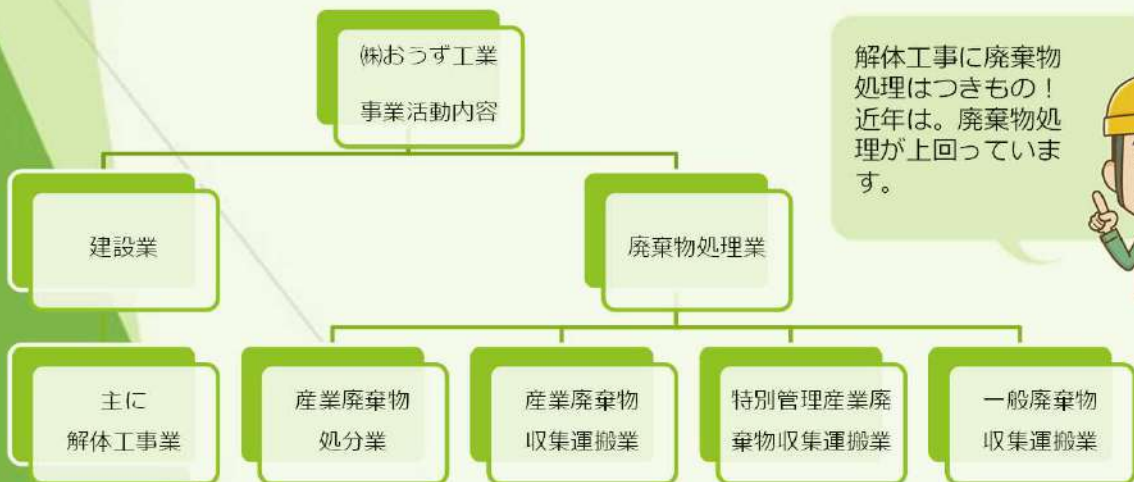 ㈱おうず工業
事業活動内容
解体工事に廃棄物
処理はつきもの！
近年は。廃棄物処
理が上回っていま
す。
建設業
廃棄物処理業
主に
解体工事業
産業廃棄物
処分業
産業廃棄物
収集運搬業
特別管理産業廃
棄物収集運搬業
一般廃棄物
収集運搬業